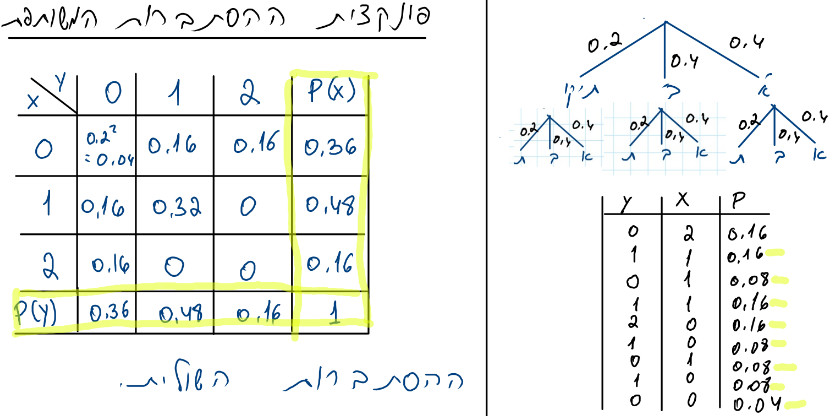 פונקציית ההסתברות המשותפת
X Y 0 1 2 P(x)
0 0.2² = 0.04 0.16 0.16 0.36
1 0.16 0.32 0 0.48
2 0.16 0 0 0.16
P(y) 0.36 0.48 0.16 1
ההסתברות השולית.
0.2 0.4 0.4
תיקו ב' א'
0.2 0.4 0.4 0.2 0.4 0.4 0.2 0.4 0.4
ת ב א ת ב א ת ב א
Y X P
0 2 0.16
1 1 0.16
0 1 0.08
1 1 0.16
2 0 0.16
1 0 0.08
0 1 0.08
1 0 0.08
0 0 0.04